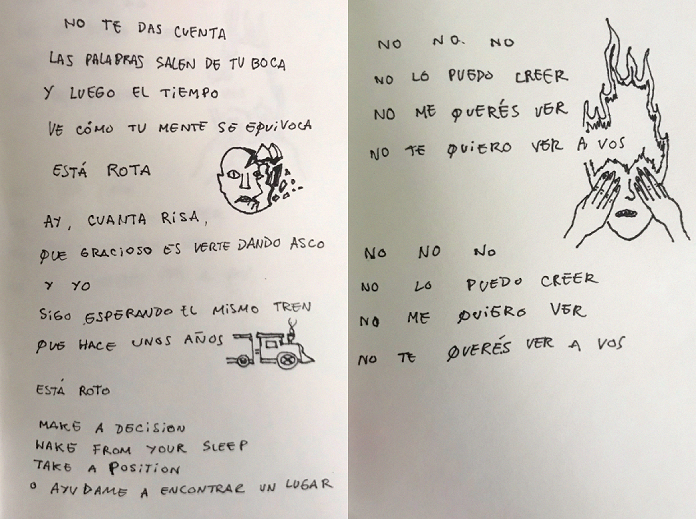 NO TE DAS CUENTA
LAS PALABRAS SALEN DE TU BOCA
Y LUEGO EL TIEMPO
VE CÓMO TU MENTE SE EQUIVOCA
ESTÁ ROTA
AY, CUANTA RISA,
QUE GRACIOSO ES VERTE DANDO ASCO
Y YO
SIGO ESPERANDO EL MISMO TREN
QUE HACE UNOS AÑOS
ESTÁ ROTO
MAKE A DECISION
WAKE FROM YOUR SLEEP
TAKE A POSITION
O AYUDAME A ENCONTRAR UN LUGAR
NO NO. NO
NO LO PUEDO CREER
NO ME QUERÉS VER
NO TE QUIERO VER A VOS
NO NO NO
NO LO PUEDO CREER
NO ME QUIERO VER
NO TE QUERÉS VER A VOS